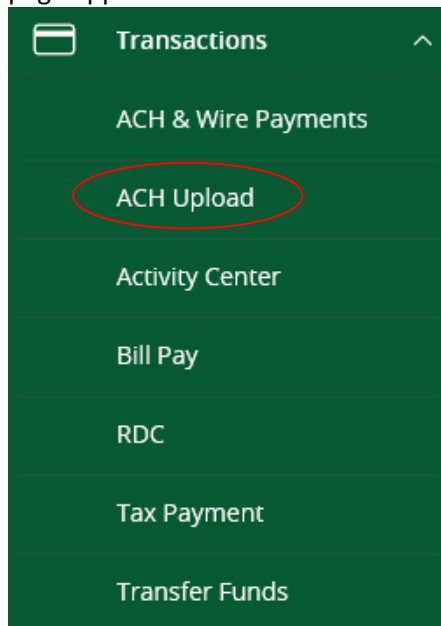 Transactions
ACH & Wire Payments
ACH Upload
Activity Center
Bill Pay
RDC
Tax Payment
Transfer Funds